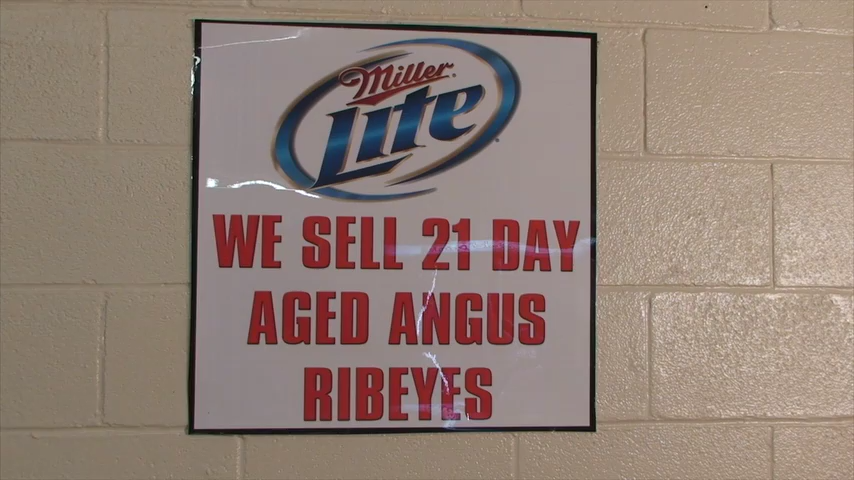 Miller
Lite
WE SELL 21 DAY
AGED ANGUS
RIBEYES